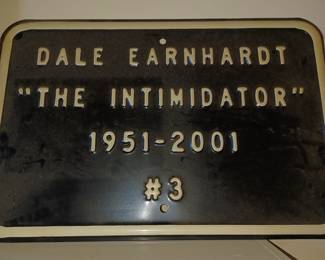 DALE EARNHARDT
"THE INTIMIDATOR"
1951-2001
#3